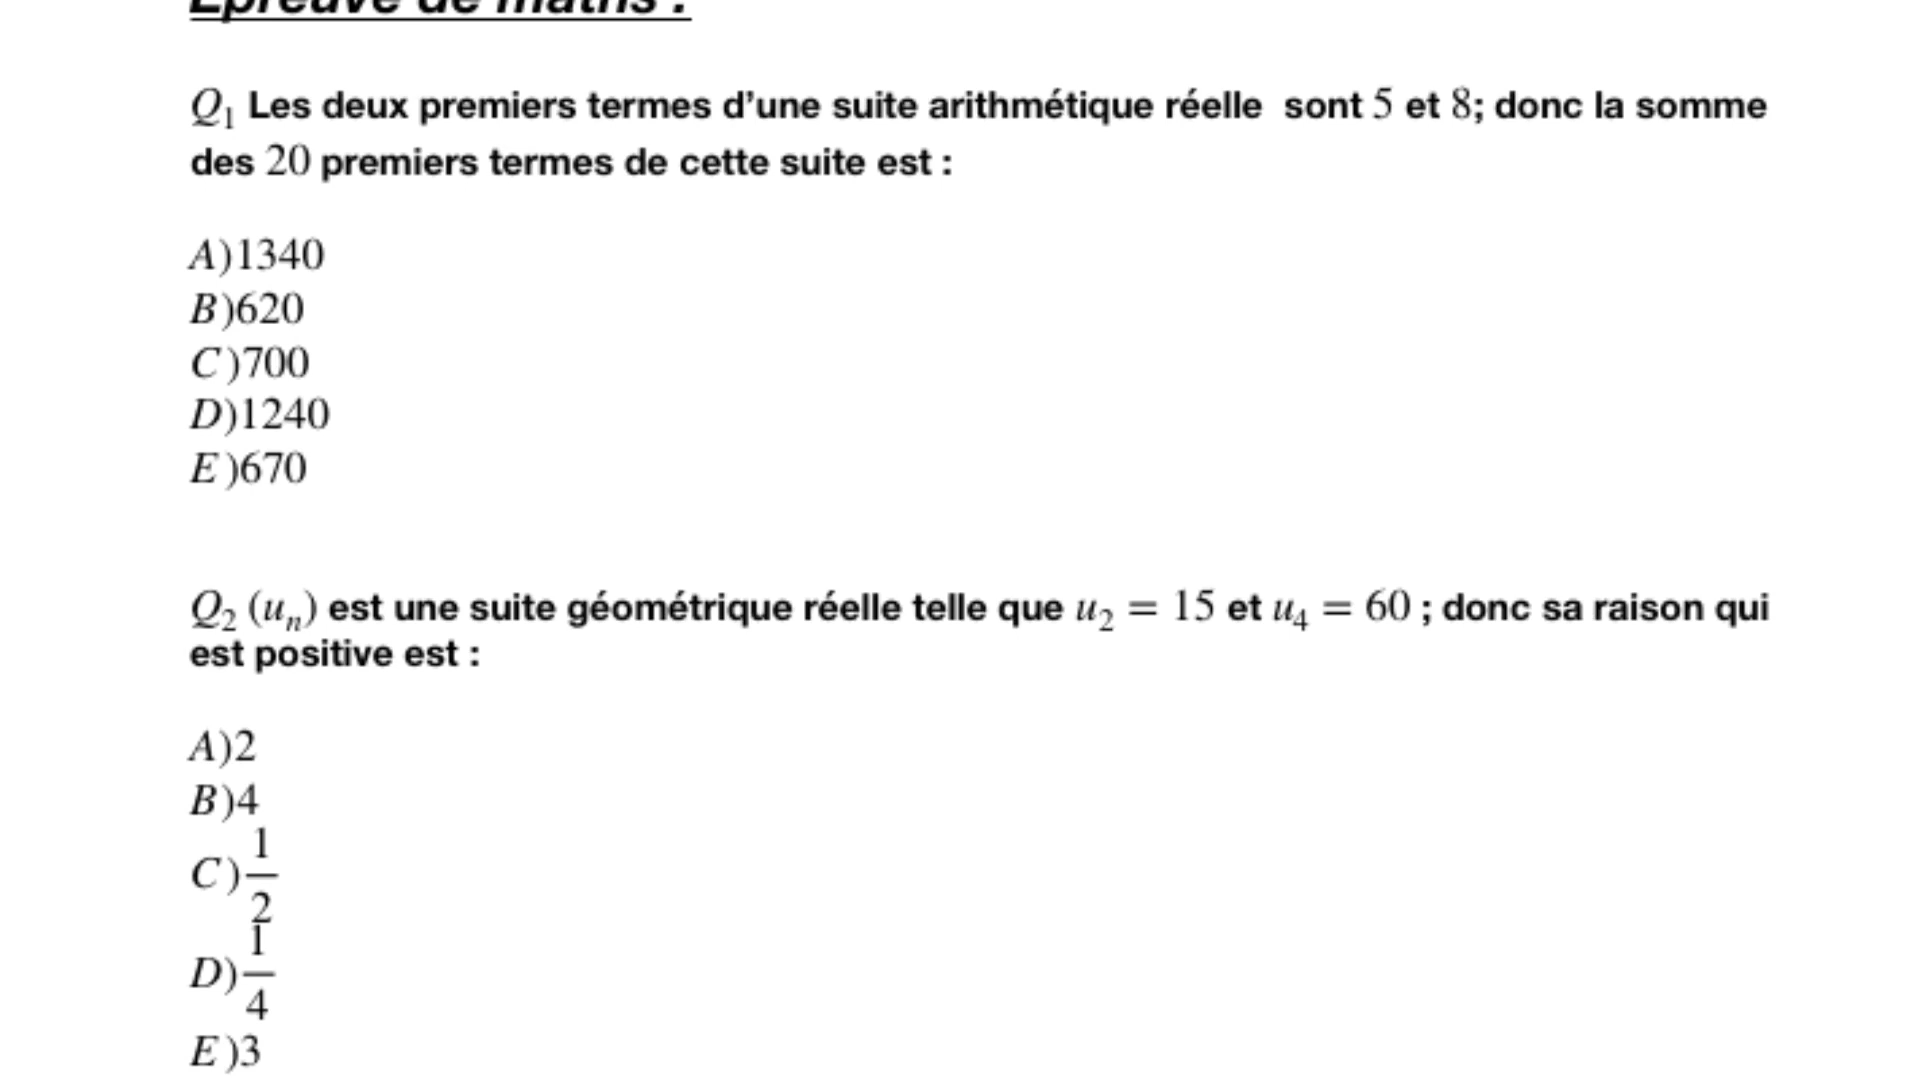 Epreuve de maths :
Q₁ Les deux premiers termes d'une suite arithmétique réelle sont 5 et 8; donc la somme
des 20 premiers termes de cette suite est :
A)1340
B)620
C)700
D)1240
E)670
Q₂ (uₙ) est une suite géométrique réelle telle que u₂ = 15 et u₄ = 60 ; donc sa raison qui
est positive est :
A)2
B)4
C)1/2
D)1/4
E)3